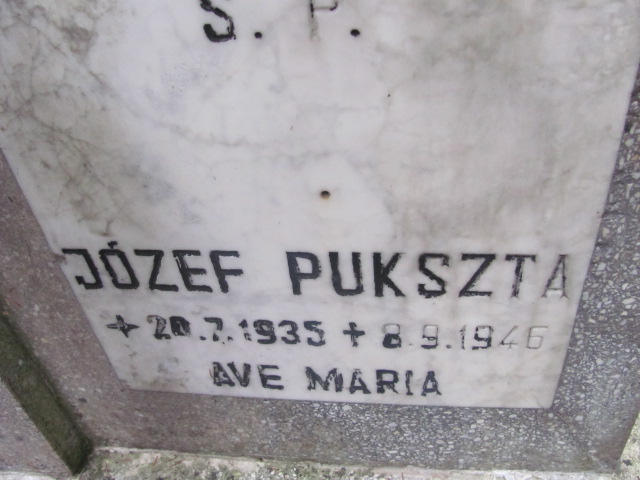 Ś. P.
JÓZEF PUKSZTA
+ 20.7.1935 + 8.9.1946
AVE MARIA